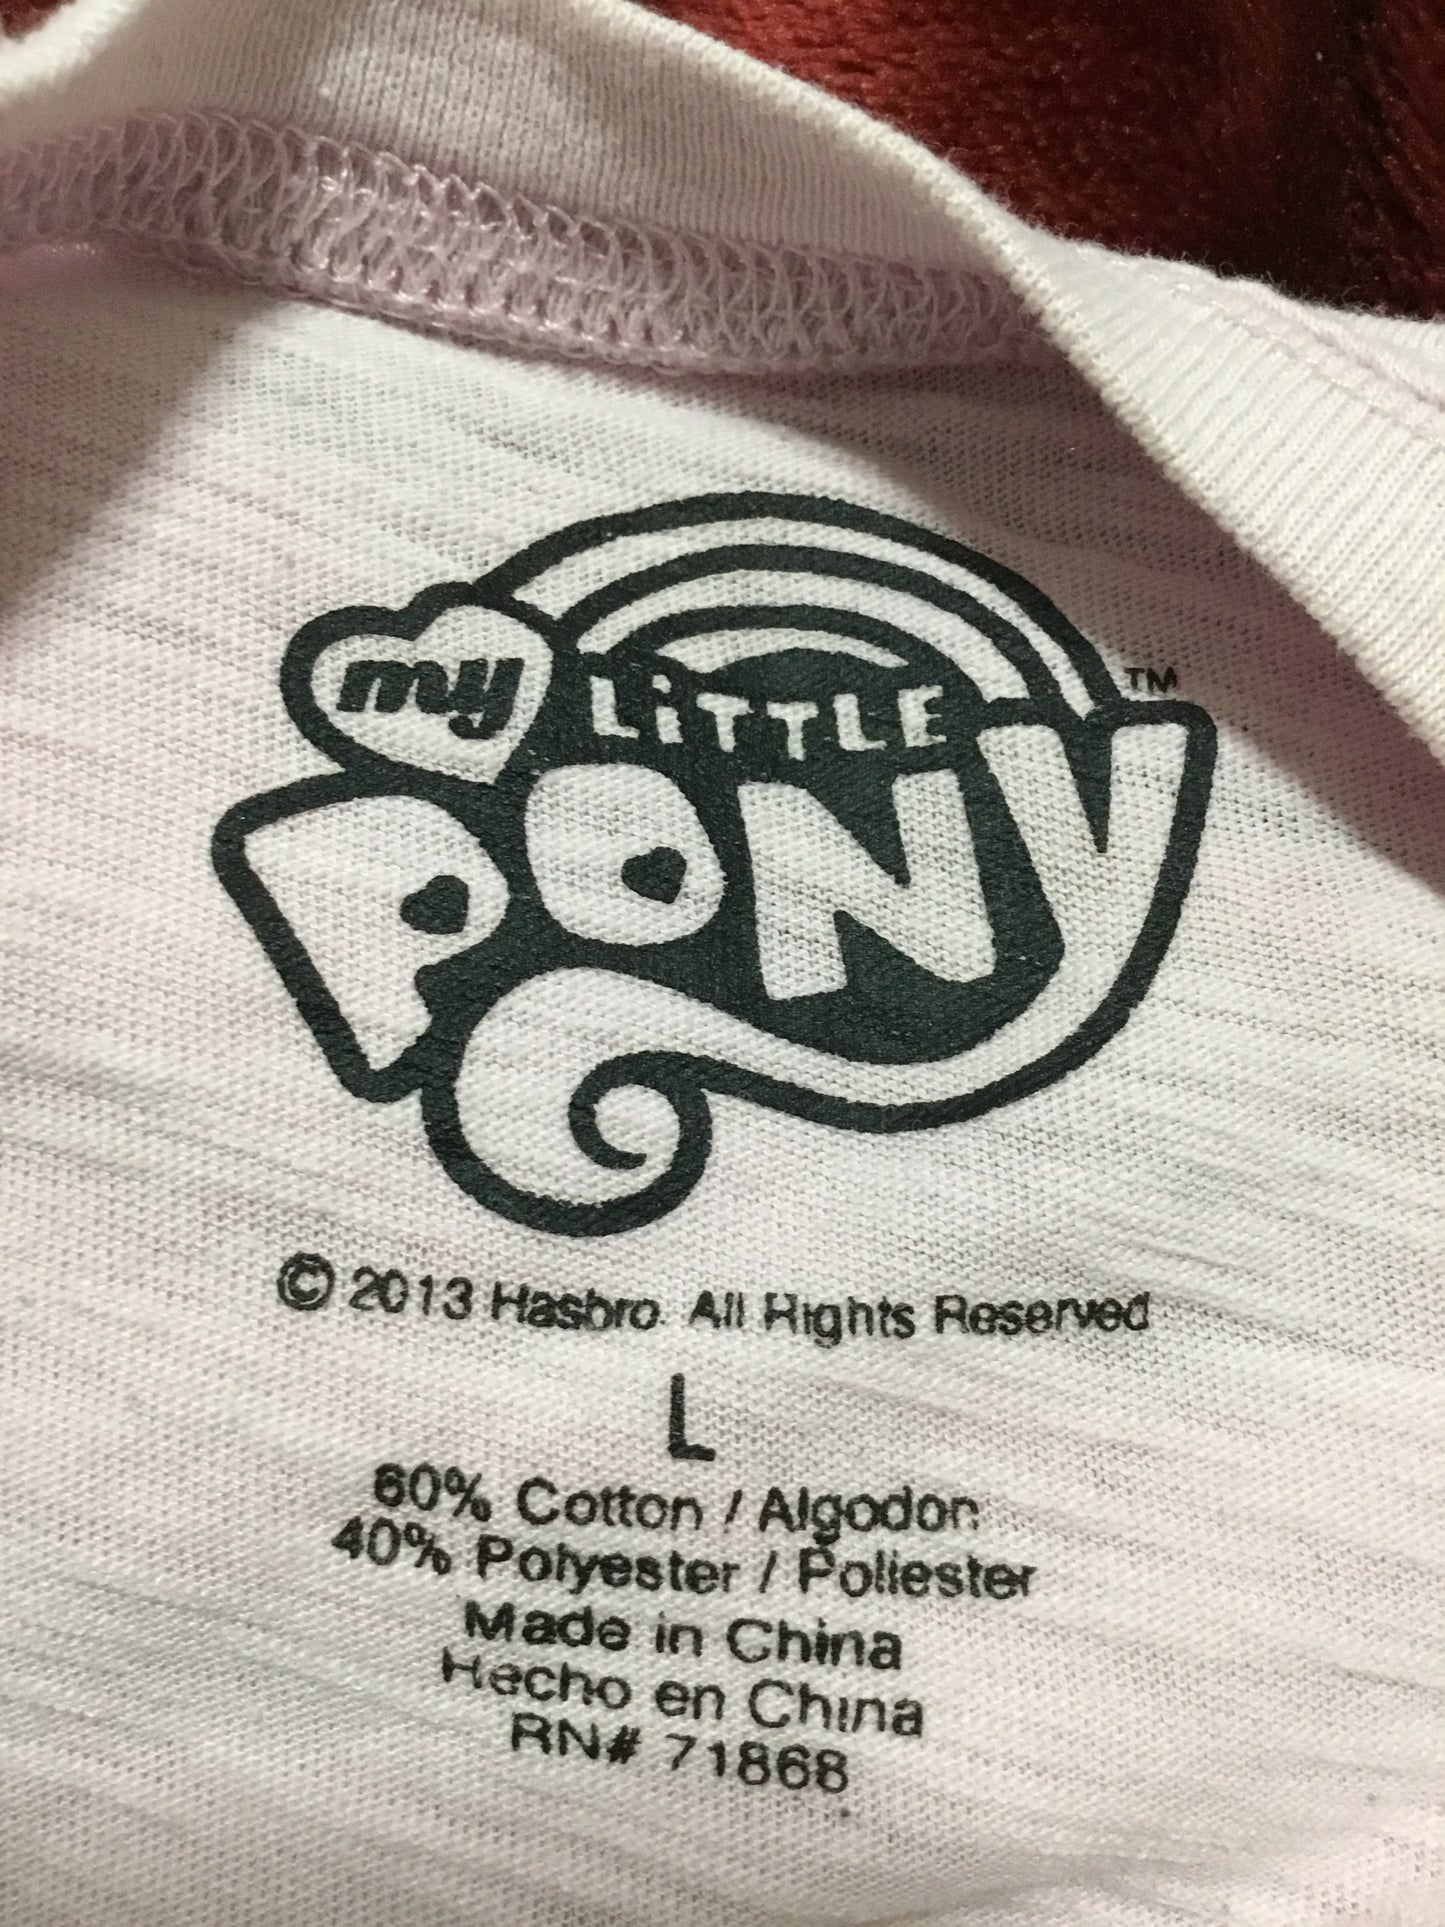 my
LiTTLE
TM
PONY
© 2013 Hasbro. All Rights Reserved
L
60% Cotton / Algodon
40% Polyester / Poliester
Made in China
Hecho en China
RN# 71868